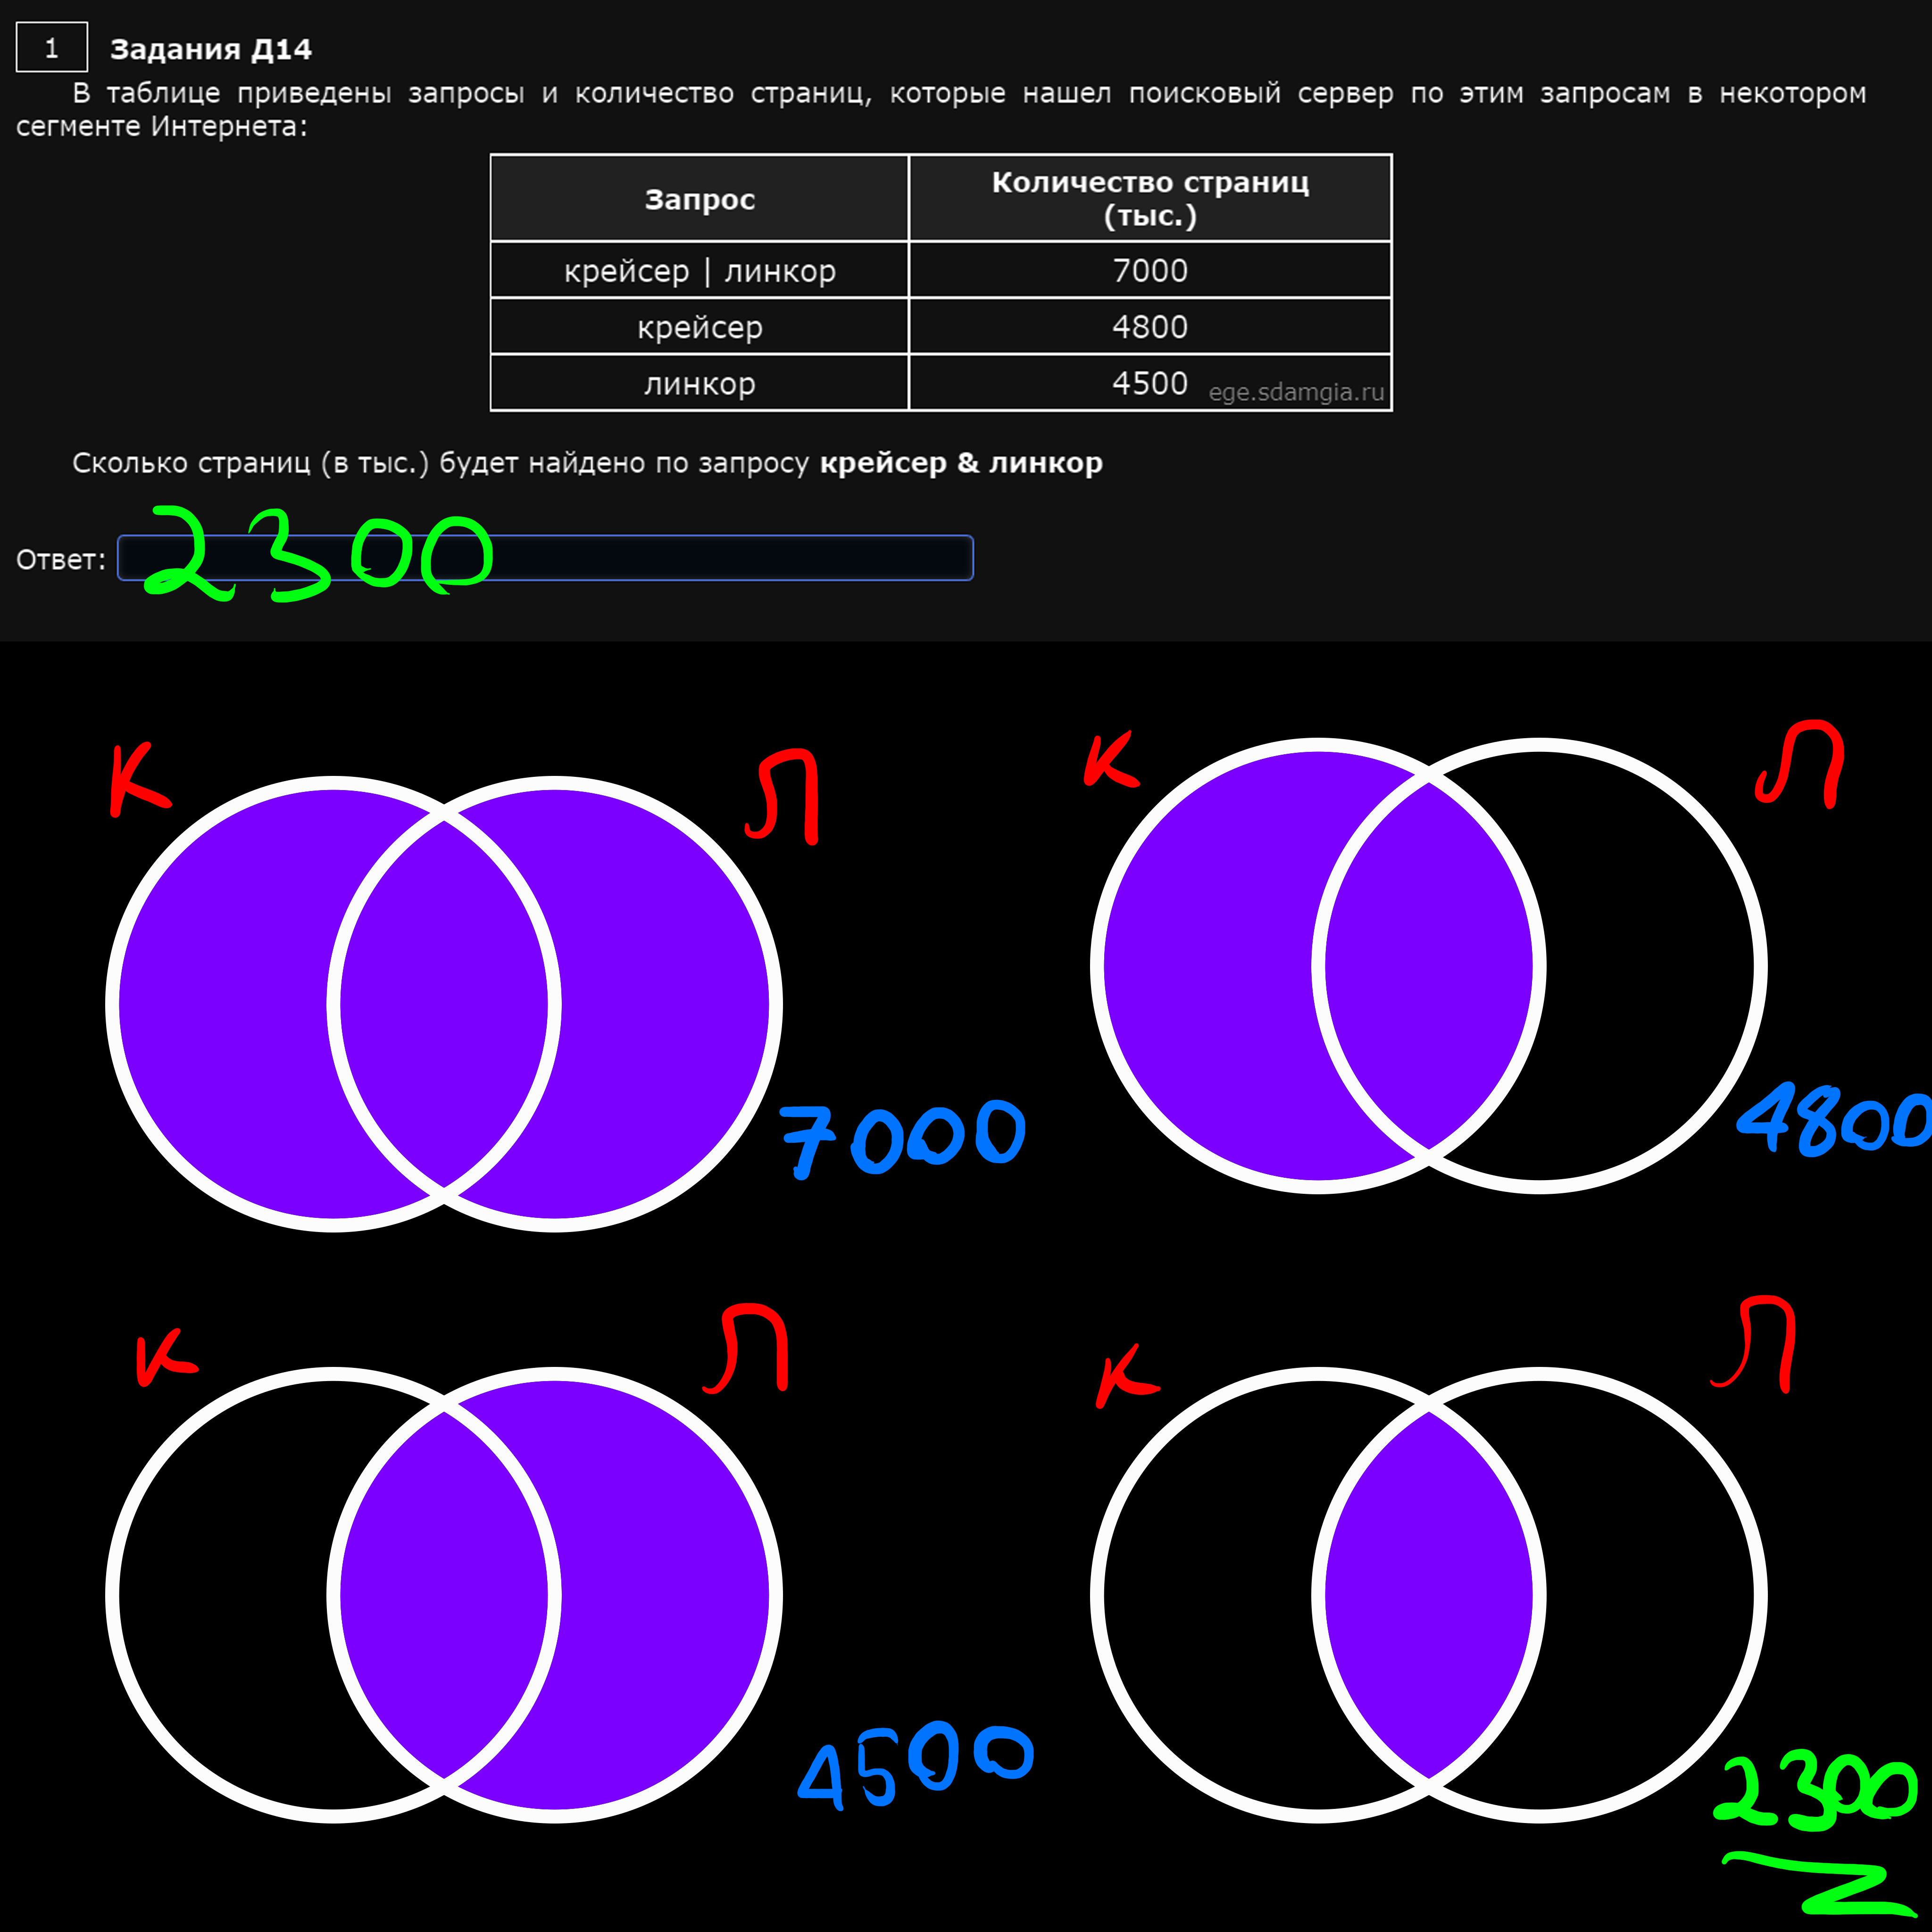 1 Задания Д14
В таблице приведены запросы и количество страниц, которые нашел поисковый сервер по этим запросам в некотором
сегменте Интернета:
Запрос Количество страниц
(тыс.)
крейсер | линкор 7000
крейсер 4800
линкор 4500
ege.sdamgia.ru
Сколько страниц (в тыс.) будет найдено по запросу крейсер & линкор
Ответ: 2300
К Л
7000
К Л
4800
К Л
4500
К Л
2300